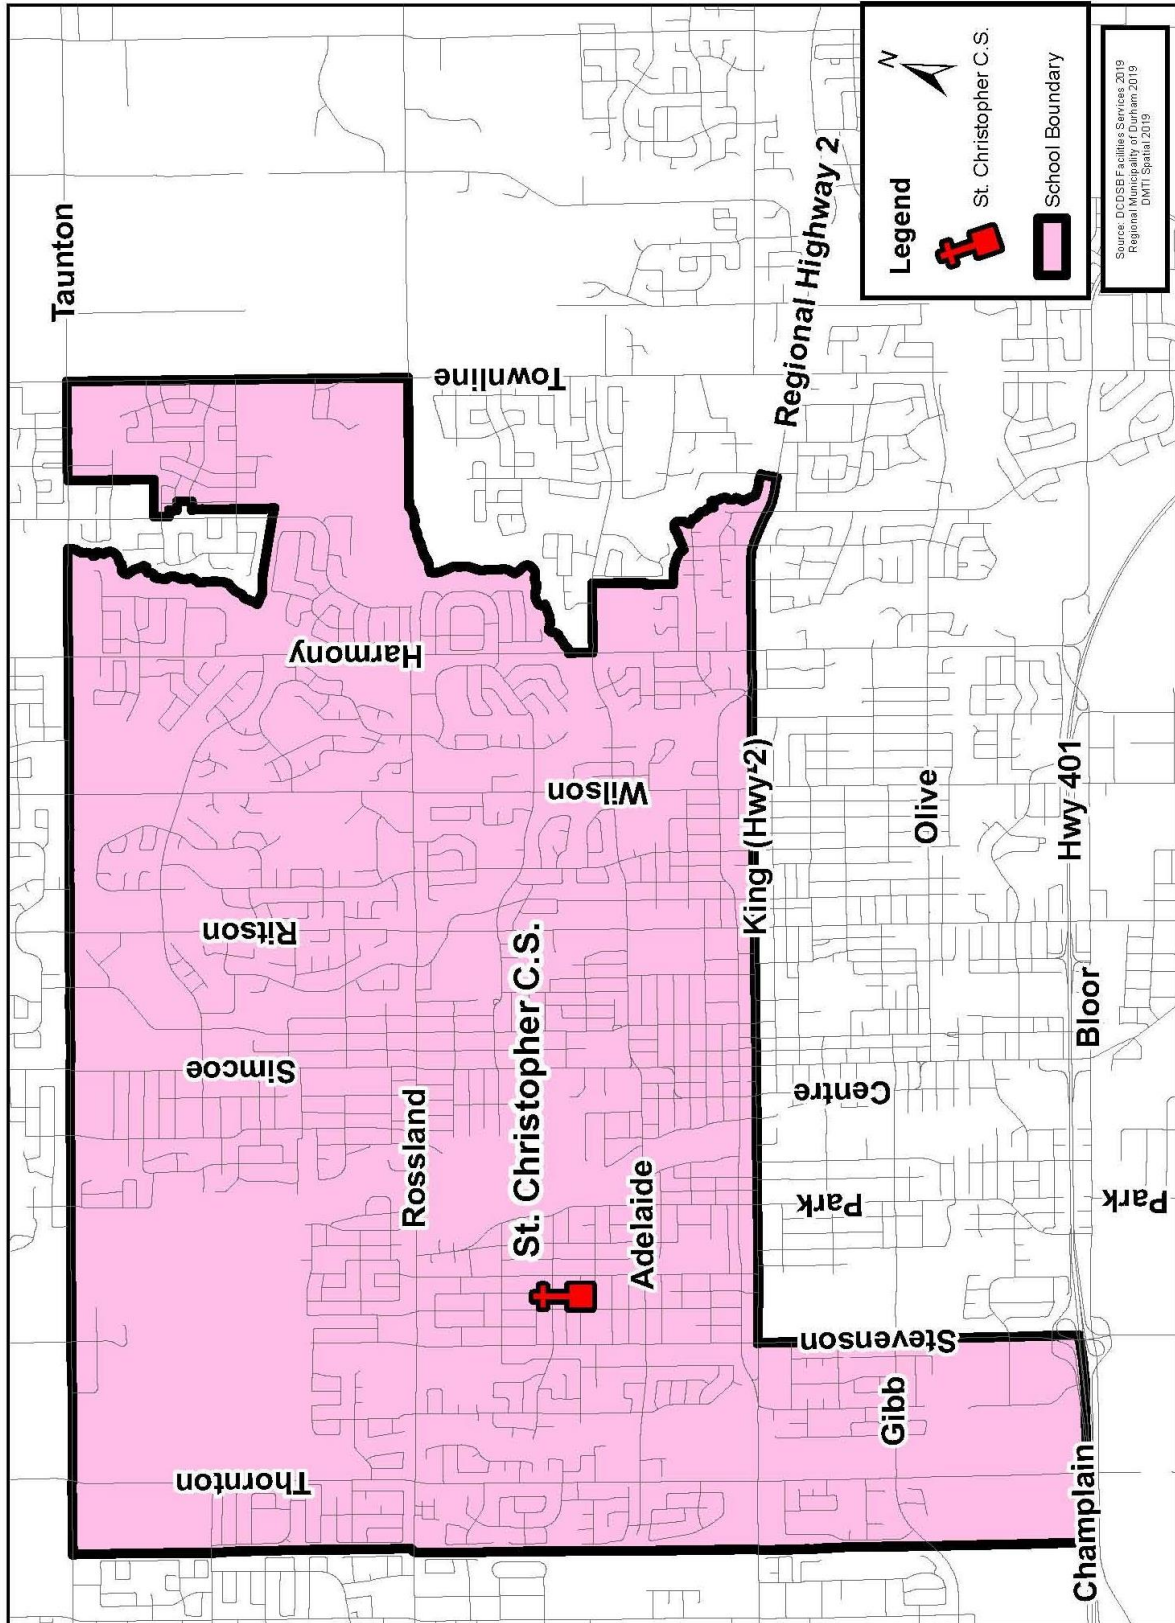 Taunton
Townline
Regional Highway 2
Harmony
Wilson
King (Hwy 2)
Olive
Hwy 401
Ritson
Simcoe
Rossland
St. Christopher C.S.
Adelaide
Centre
Bloor
Park
Park
Stevenson
Gibb
Thornton
Champlain
Legend
N
St. Christopher C.S.
School Boundary
Source: DCDSB Facilities Services 2019
Regional Municipality of Durham 2019
DMTI Spatial 2019